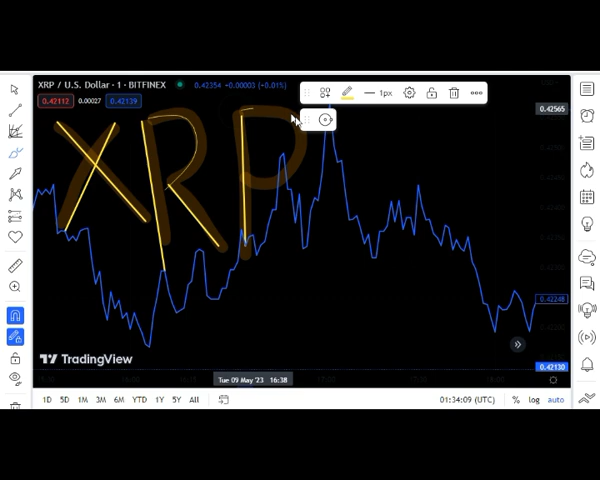 XRP / U.S. Dollar · 1 · BITFINEX 0.42354 -0.00003 (+0.01%)
0.42112 0.00027 0.42139
1px
0.42565
XRP
0.42248
TradingView
0.42130
Tue 09 May '23 16:38
1D 5D 1M 3M 6M YTD 1Y 5Y All 01:34:09 (UTC) % log auto